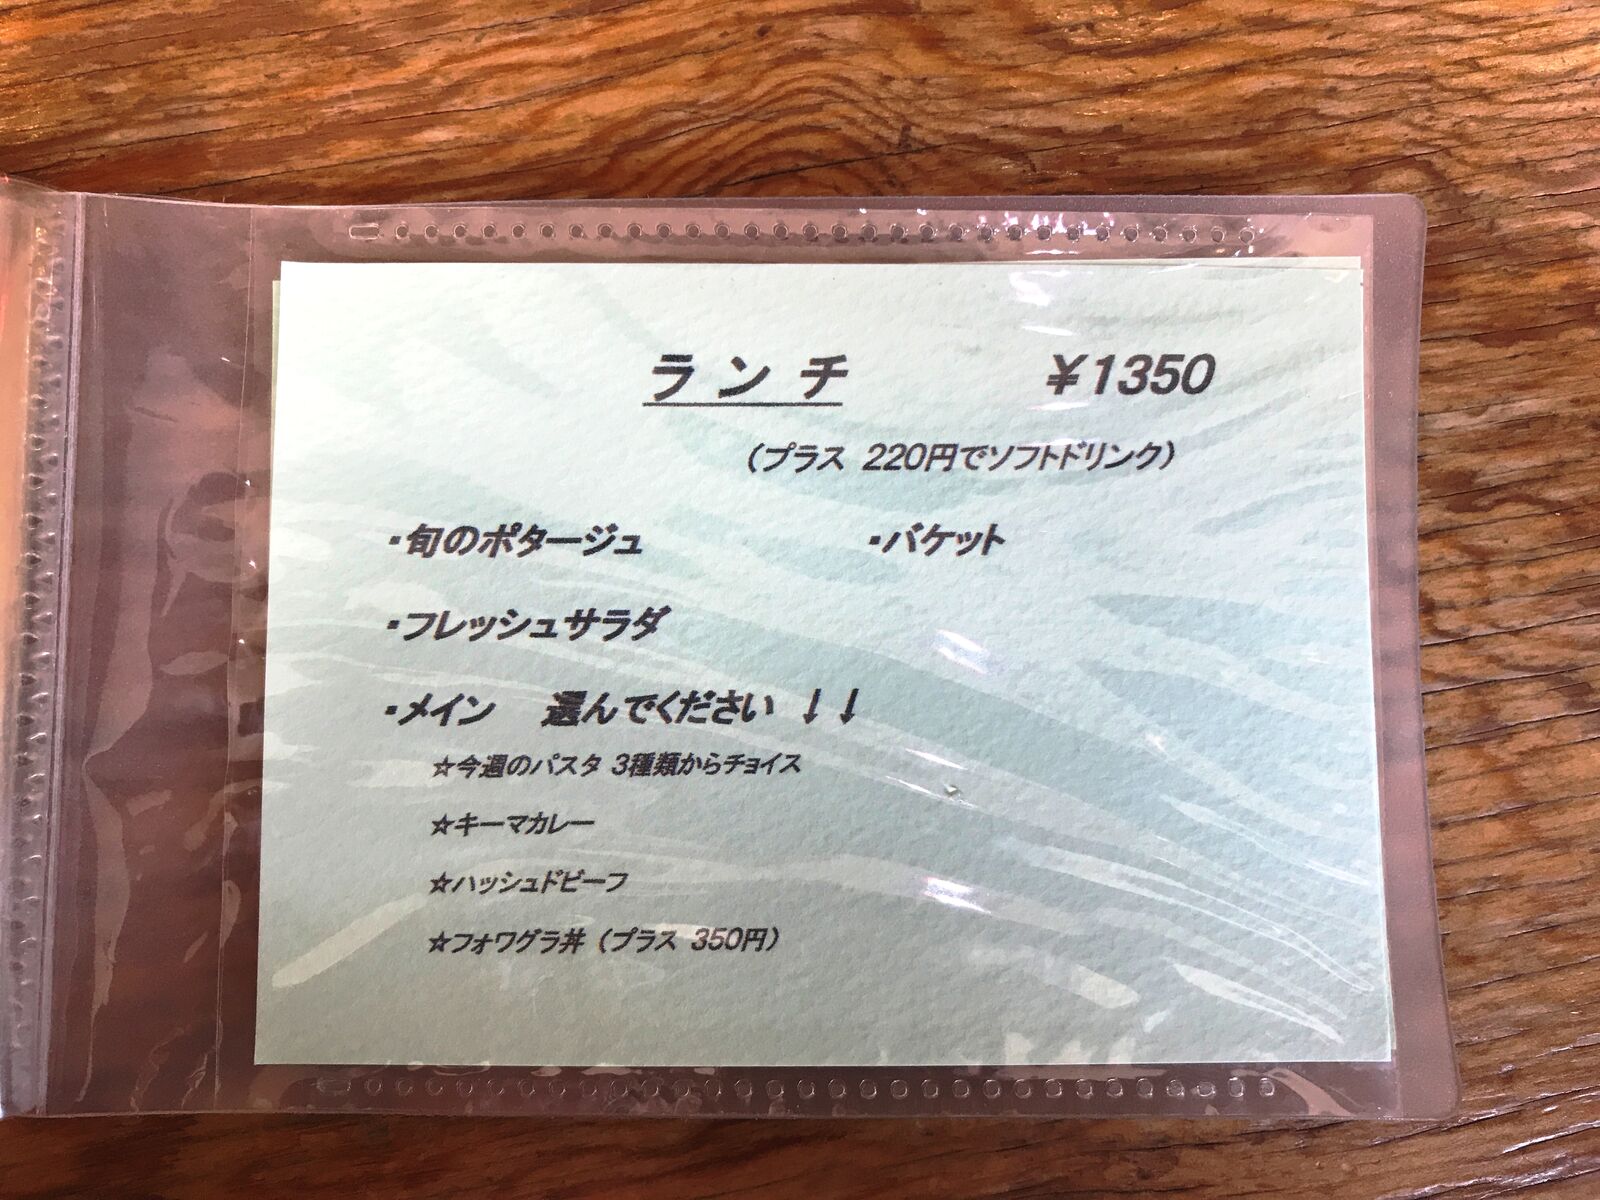 ランチ ￥1350
（プラス 220円でソフトドリンク）
・旬のポタージュ ・バケット
・フレッシュサラダ
・メイン 選んでください ↓↓
☆今週のパスタ 3種類からチョイス
☆キーマカレー
☆ハッシュドビーフ
☆フォワグラ丼（プラス 350円）